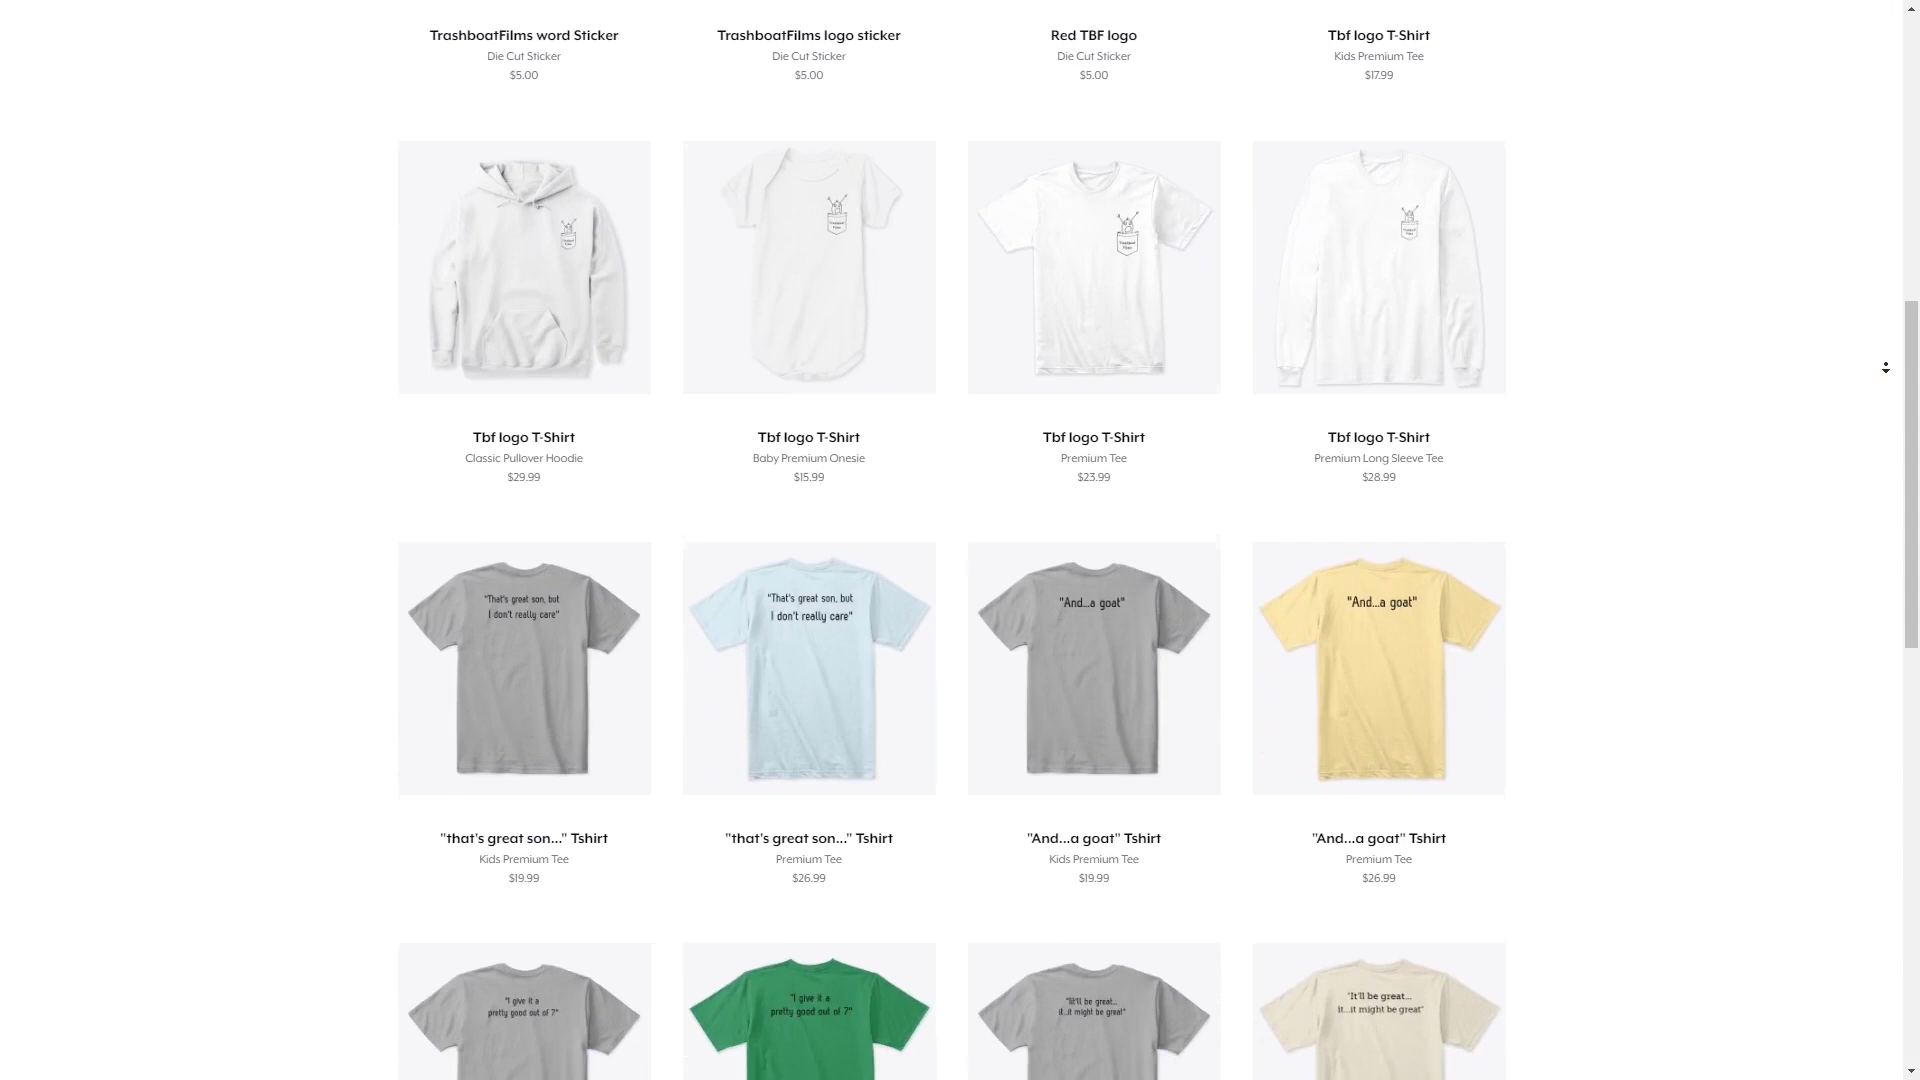 TrashboatFilms word Sticker
Die Cut Sticker
$5.00
TrashboatFilms logo sticker
Die Cut Sticker
$5.00
Red TBF logo
Die Cut Sticker
$5.00
Tbf logo T-Shirt
Kids Premium Tee
$17.99
Tbf logo T-Shirt
Classic Pullover Hoodie
$29.99
Tbf logo T-Shirt
Baby Premium Onesie
$15.99
Tbf logo T-Shirt
Premium Tee
$23.99
Tbf logo T-Shirt
Premium Long Sleeve Tee
$28.99
"That's great son, but
I don't really care"
"That's great son, but
I don't really care"
"And...a goat"
"And...a goat"
"that's great son..." Tshirt
Kids Premium Tee
$19.99
"that's great son..." Tshirt
Premium Tee
$26.99
"And...a goat" Tshirt
Kids Premium Tee
$19.99
"And...a goat" Tshirt
Premium Tee
$26.99
"I give it a
pretty good out of 7"
"I give it a
pretty good out of 7"
be great...
it...it might be great"
"It'll be great...
it...it might be great"